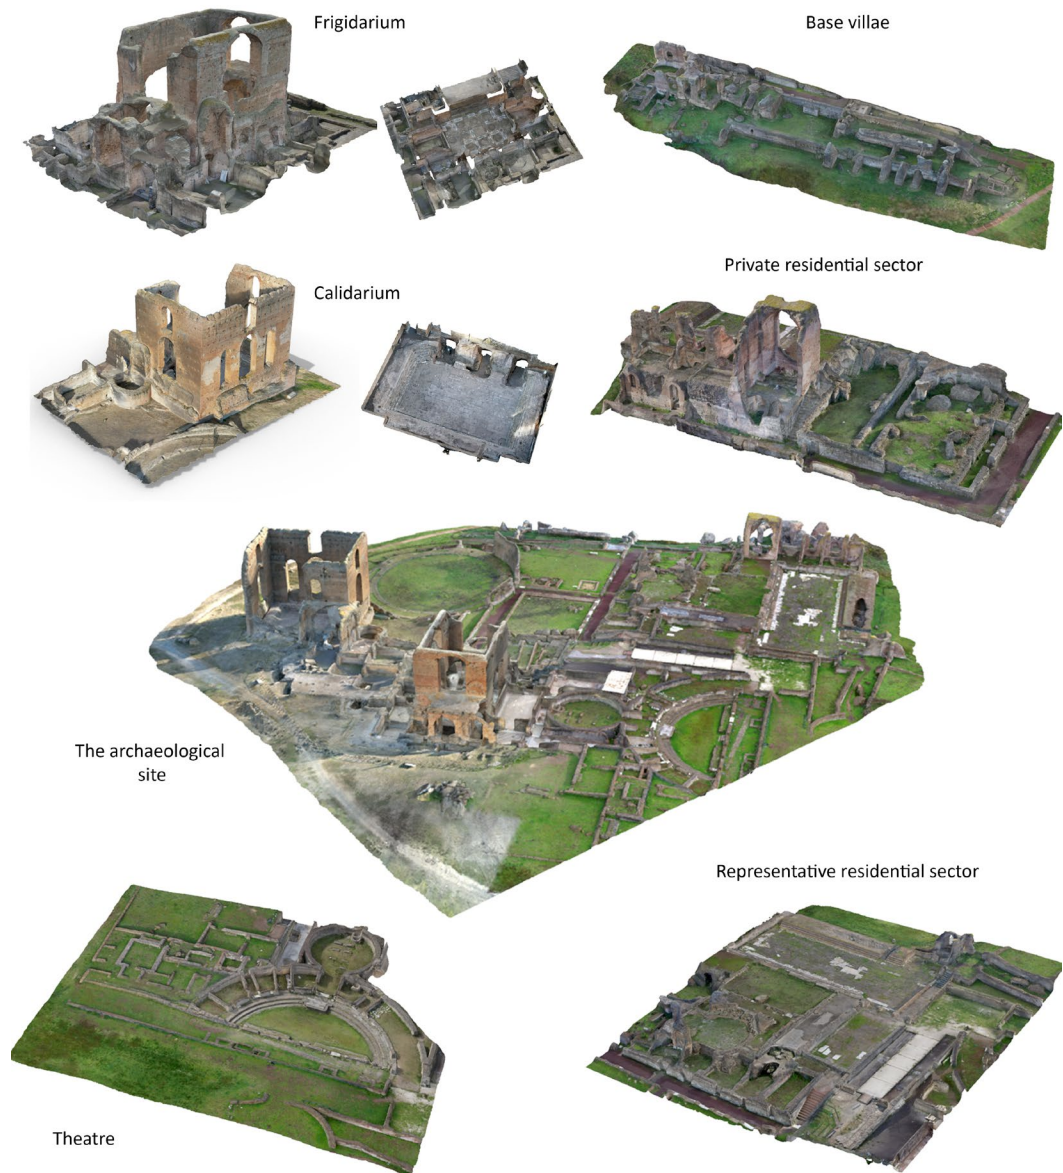 Frigidarium
Base villae
Private residential sector
Calidarium
The archaeological
site
Representative residential sector
Theatre